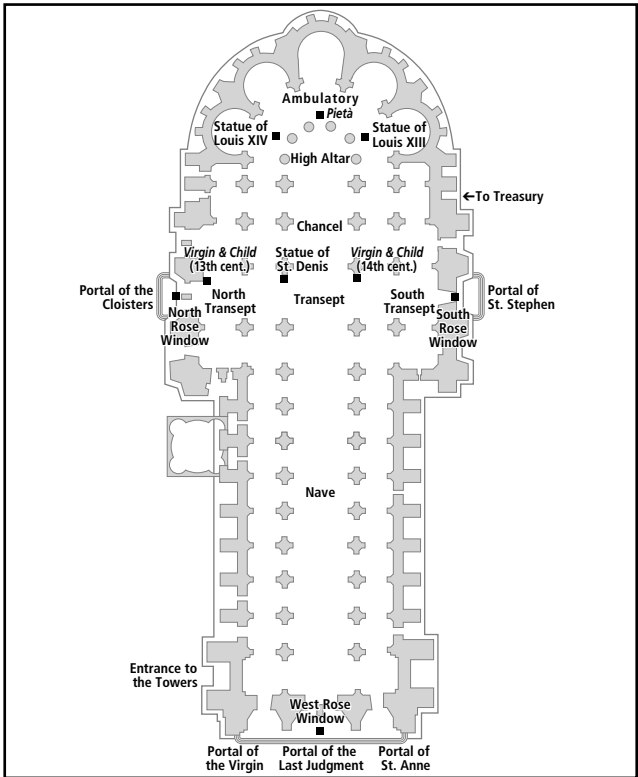 Ambulatory
Pietà
Statue of
Louis XIV
Statue of
Louis XIII
High Altar
←To Treasury
Chancel
Virgin & Child
(13th cent.)
Statue of
St. Denis
Virgin & Child
(14th cent.)
Portal of the
Cloisters
North
Rose
Window
North
Transept
Transept
South
Transept
South
Rose
Window
Portal of
St. Stephen
Nave
Entrance to
the Towers
West Rose
Window
Portal of
the Virgin
Portal of the
Last Judgment
Portal of
St. Anne